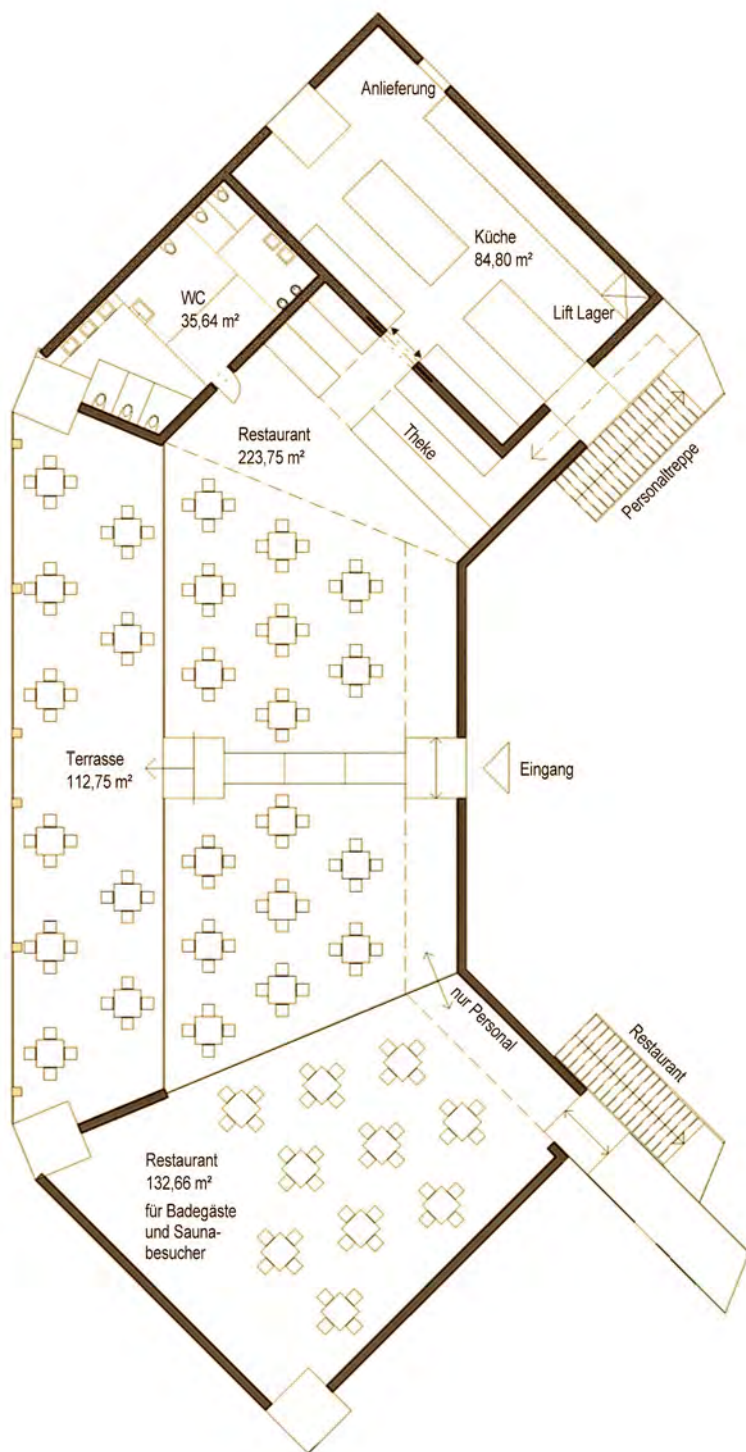 Anlieferung
Küche
84,80 m²
WC
35,64 m²
Lift Lager
Restaurant
223,75 m²
Theke
Personaltreppe
Terrasse
112,75 m²
Eingang
nur Personal
Restaurant
Restaurant
132,66 m²
für Badegäste
und Sauna-
besucher